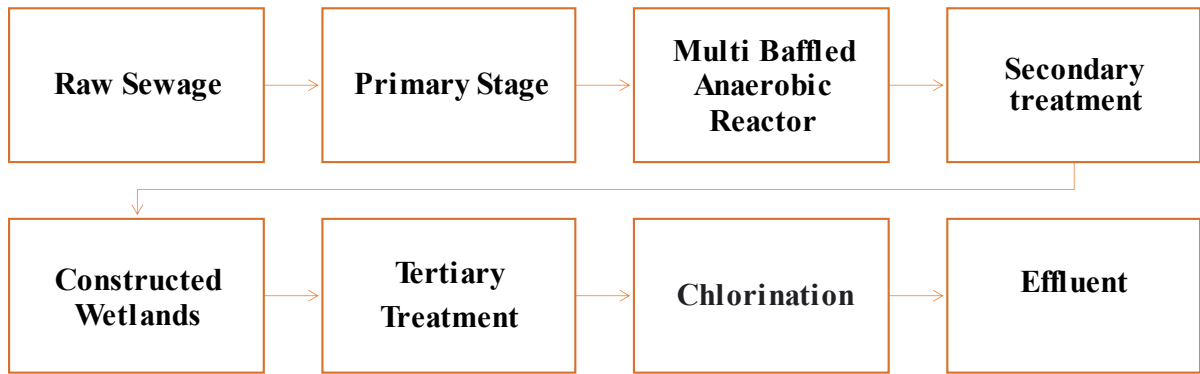 Raw Sewage
Primary Stage
Multi Baffled
Anaerobic
Reactor
Secondary
treatment
Constructed
Wetlands
Tertiary
Treatment
Chlorination
Effluent